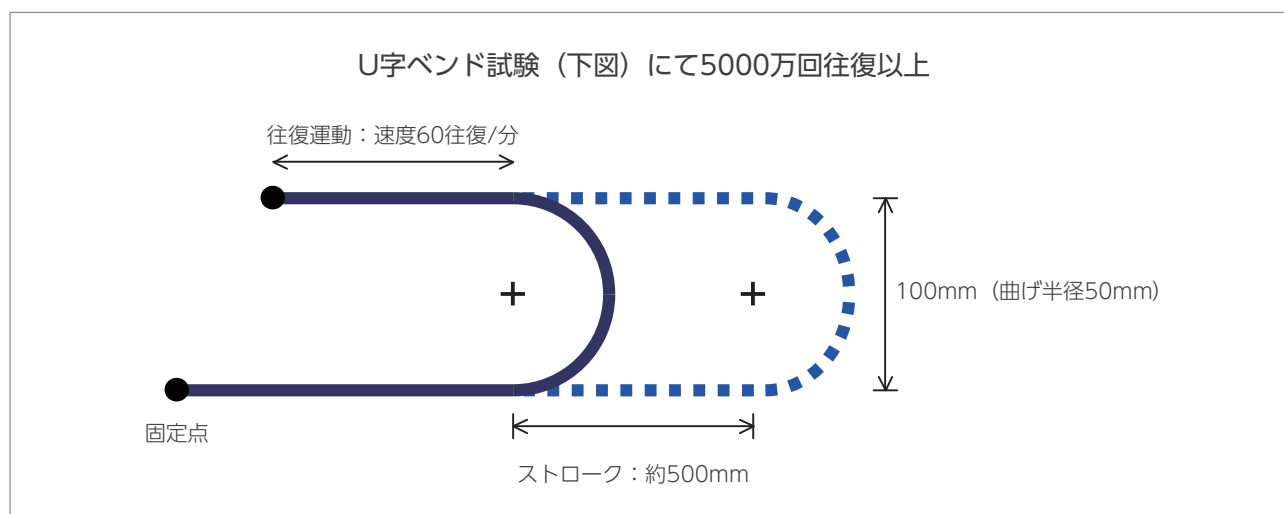 U字ベンド試験（下図）にて5000万回往復以上
往復運動：速度60往復/分
100mm（曲げ半径50mm）
固定点
ストローク：約500mm